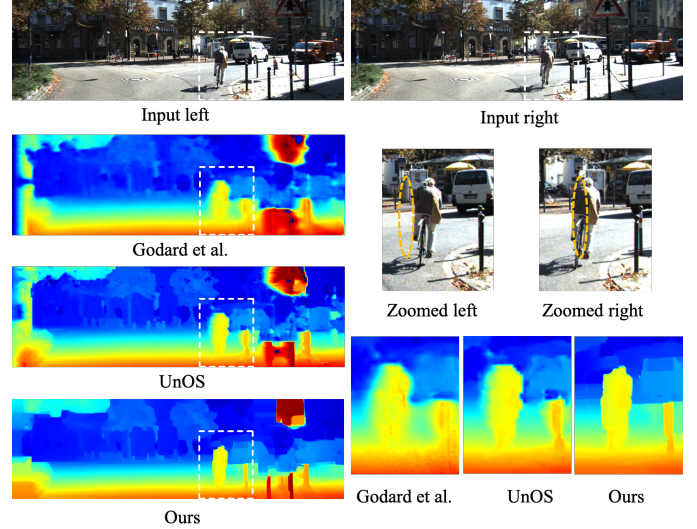 Input left
Input right
Godard et al.
Zoomed left
Zoomed right
UnOS
Godard et al.
UnOS
Ours
Ours